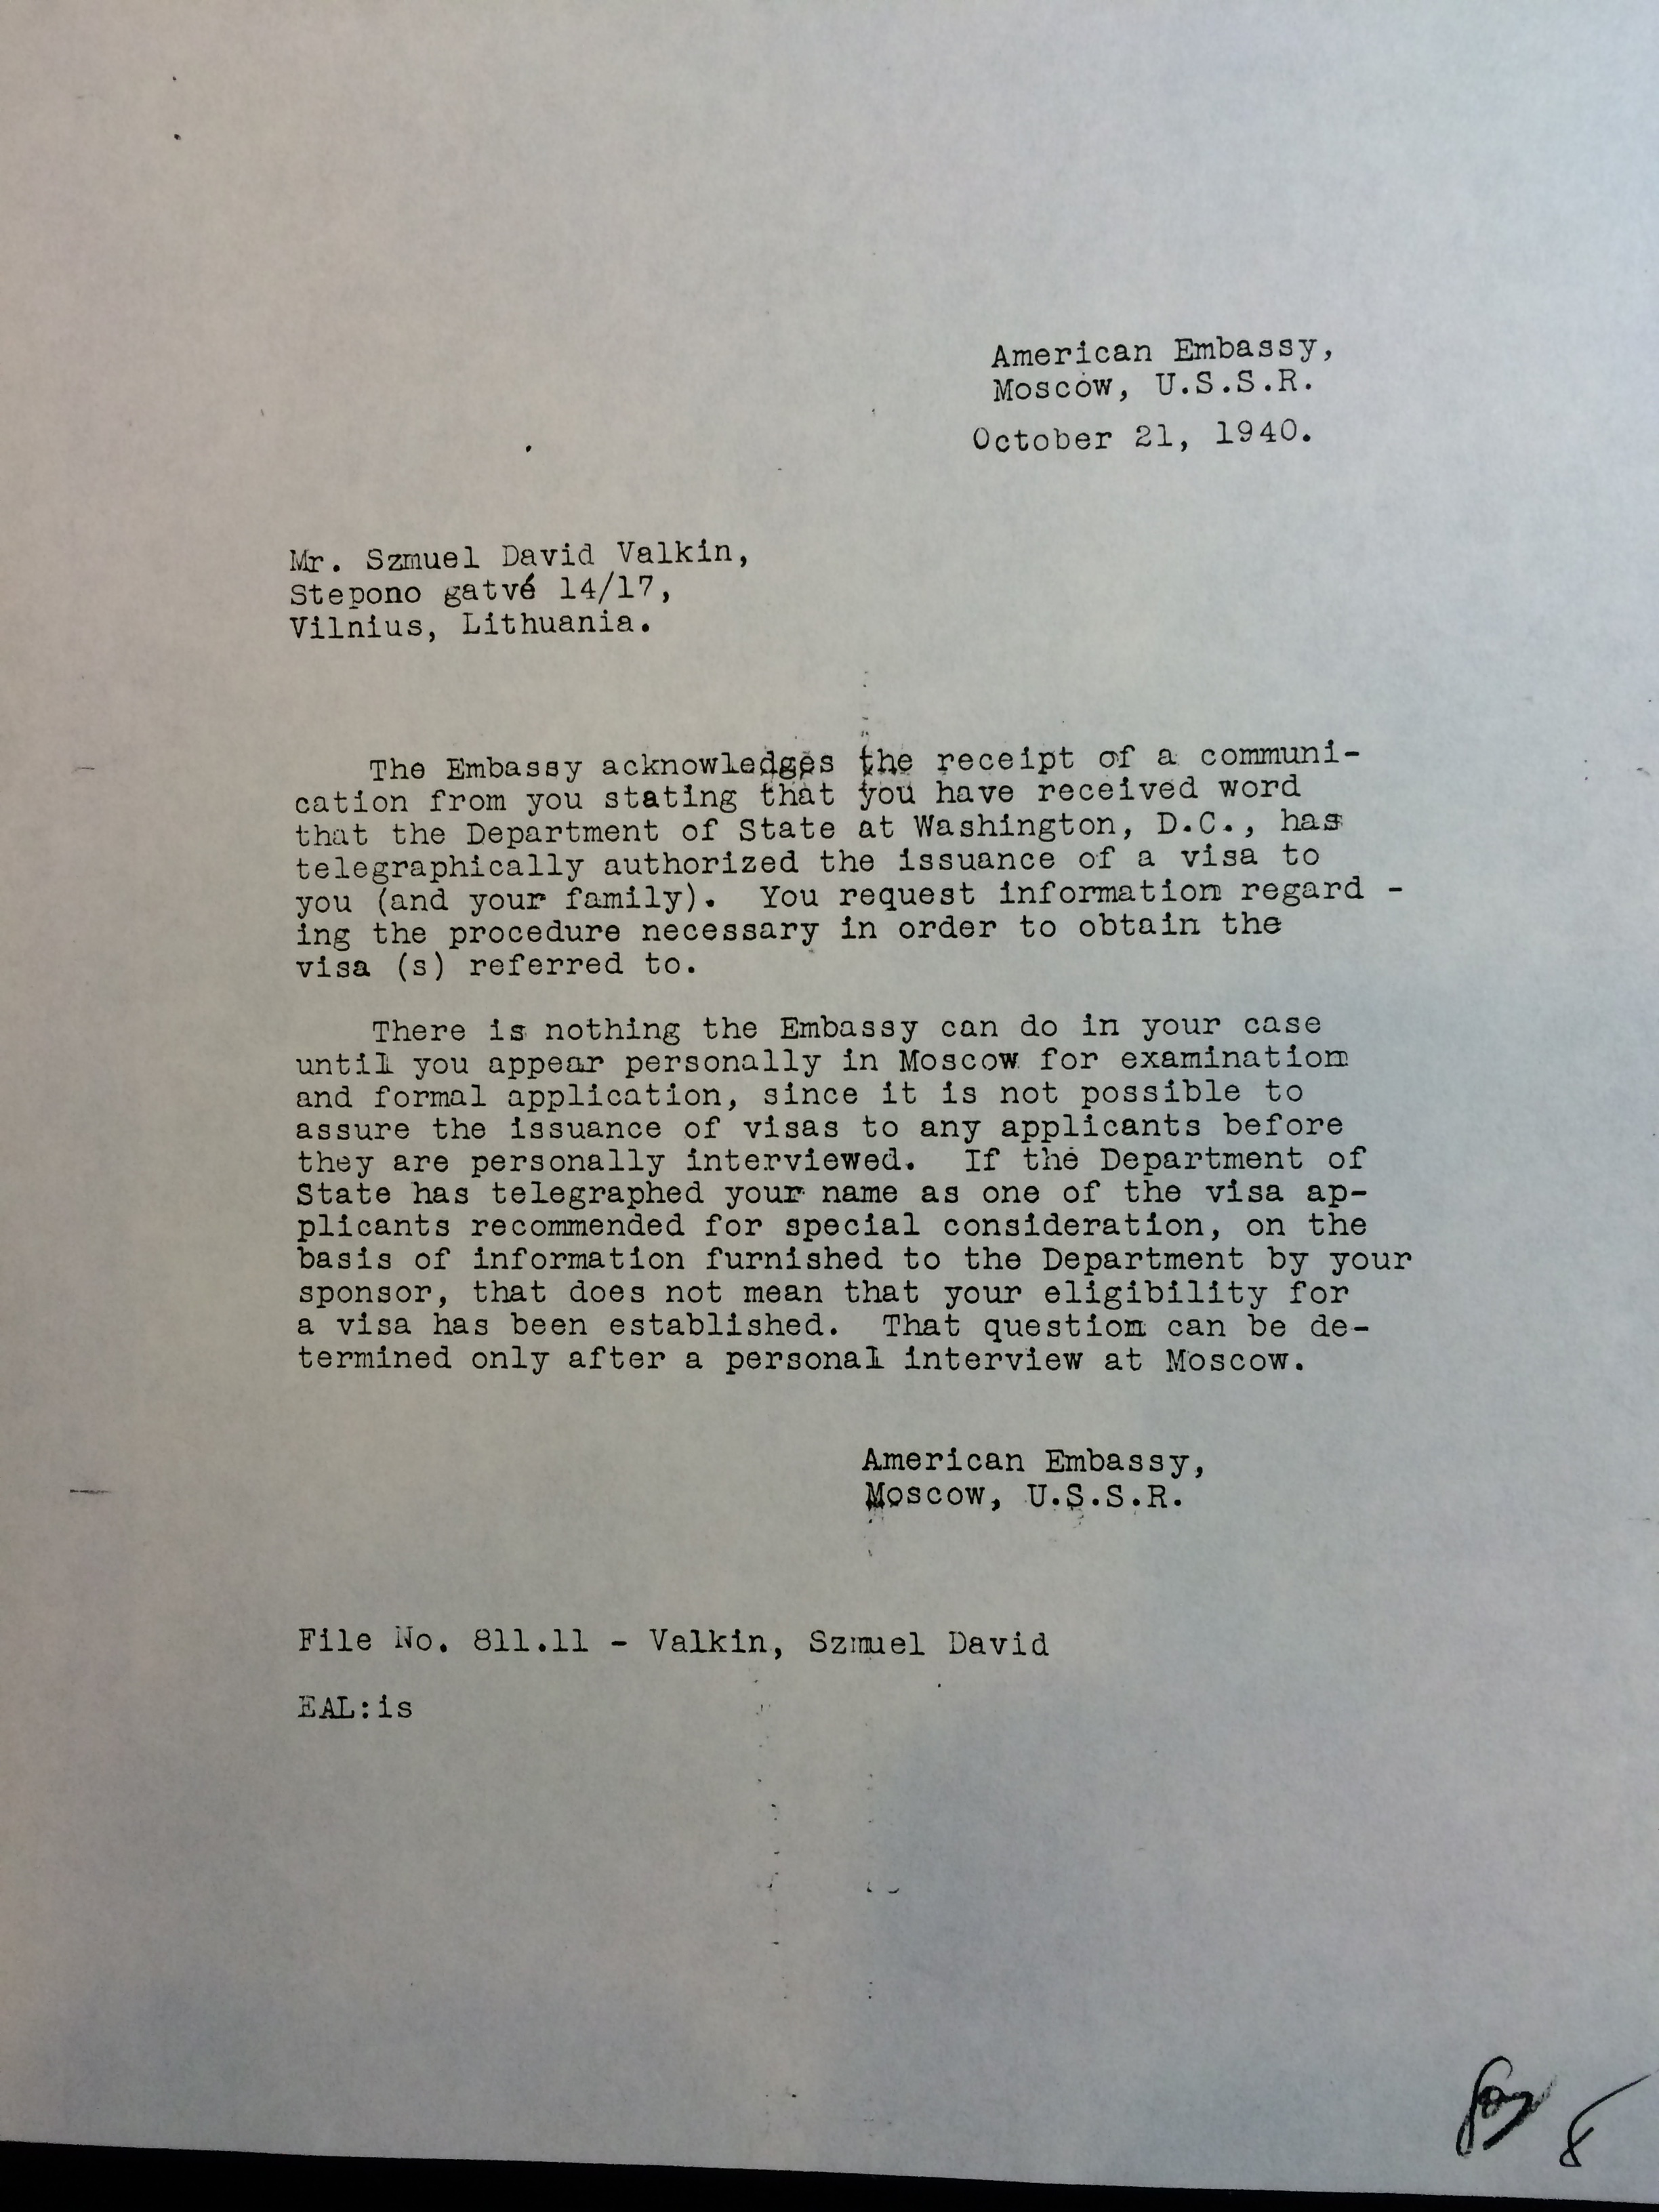 American Embassy,
Moscow, U.S.S.R.
October 21, 1940.
Mr. Szmuel David Valkin,
Stepono gatvé 14/17,
Vilnius, Lithuania.
The Embassy acknowledges the receipt of a communi-
cation from you stating that you have received word
that the Department of State at Washington, D.C., has
telegraphically authorized the issuance of a visa to
you (and your family). You request information regard -
ing the procedure necessary in order to obtain the
visa (s) referred to.
There is nothing the Embassy can do in your case
until you appear personally in Moscow for examination
and formal application, since it is not possible to
assure the issuance of visas to any applicants before
they are personally interviewed. If the Department of
State has telegraphed your name as one of the visa ap-
plicants recommended for special consideration, on the
basis of information furnished to the Department by your
sponsor, that does not mean that your eligibility for
a visa has been established. That question can be de-
termined only after a personal interview at Moscow.
American Embassy,
Moscow, U.S.S.R.
File No. 811.11 - Valkin, Szmuel David
EAL:is